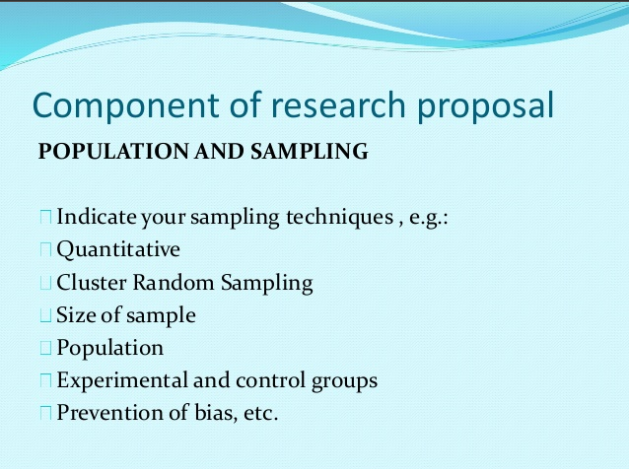 Component of research proposal
POPULATION AND SAMPLING
Indicate your sampling techniques , e.g.:
Quantitative
Cluster Random Sampling
Size of sample
Population
Experimental and control groups
Prevention of bias, etc.